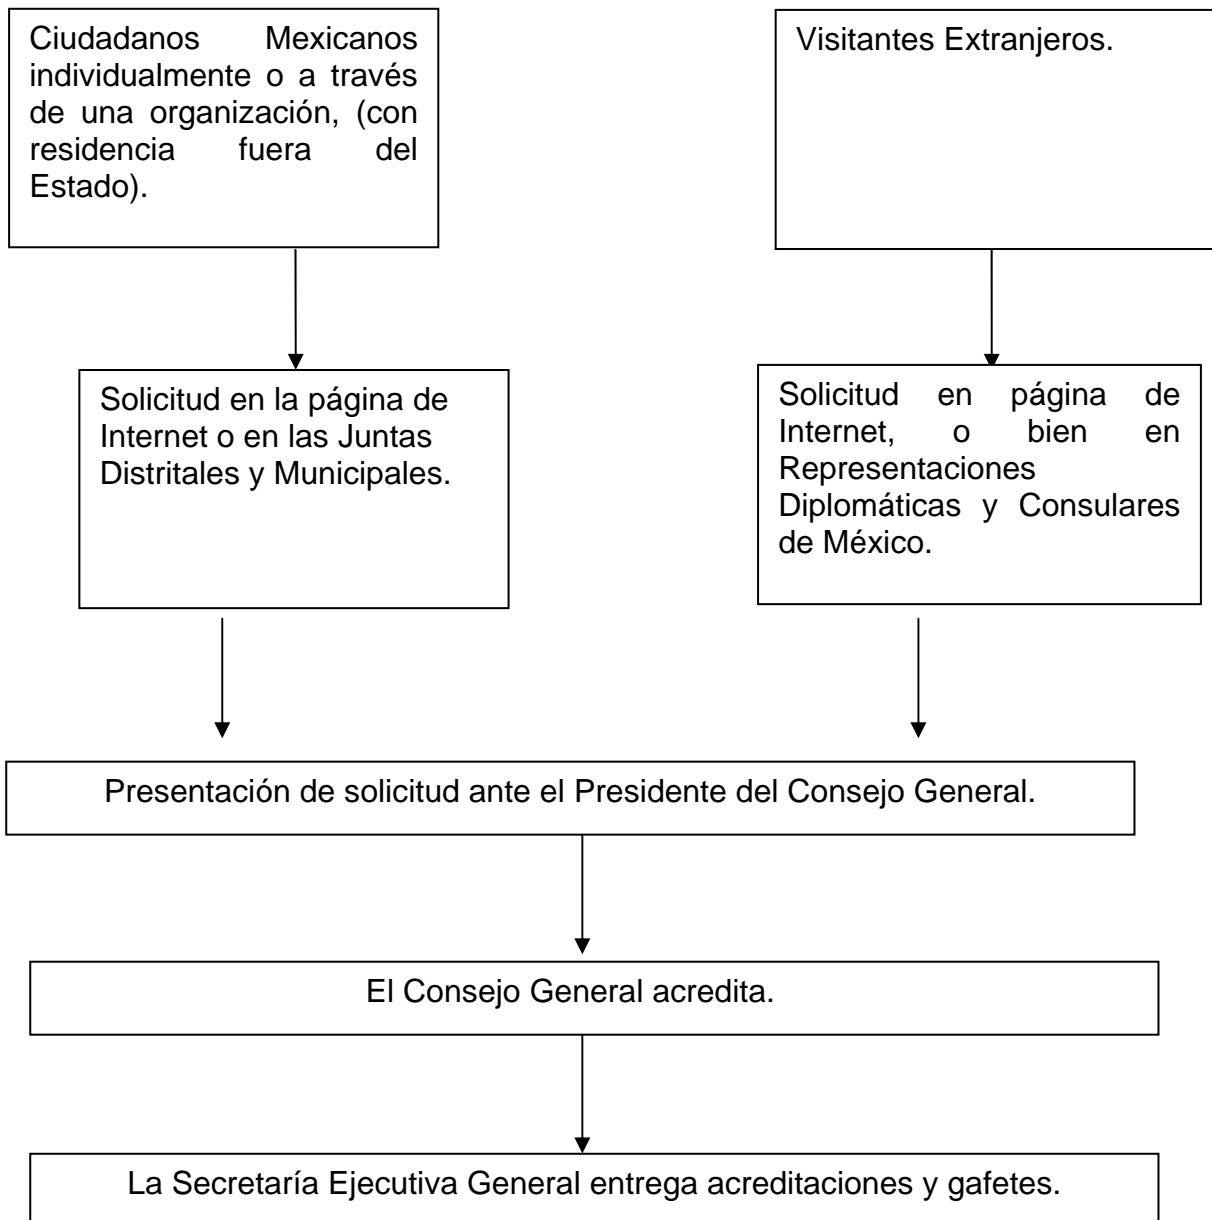 Ciudadanos Mexicanos
individualmente o a través
de una organización, (con
residencia fuera del
Estado).
Visitantes Extranjeros.
Solicitud en la página de
Internet o en las Juntas
Distritales y Municipales.
Solicitud en página de
Internet, o bien en
Representaciones
Diplomáticas y Consulares
de México.
Presentación de solicitud ante el Presidente del Consejo General.
El Consejo General acredita.
La Secretaría Ejecutiva General entrega acreditaciones y gafetes.